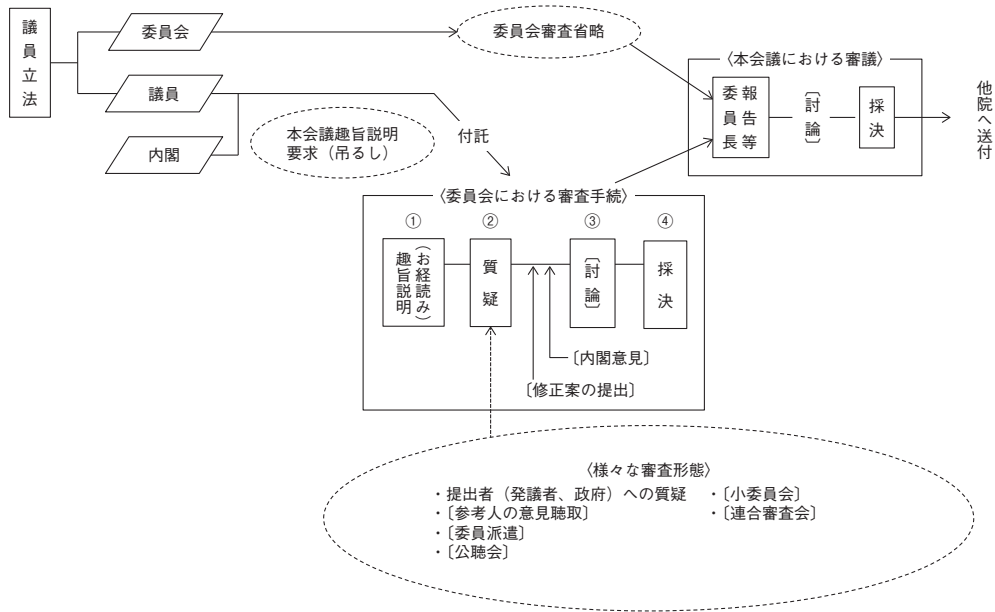 議員立法
委員会
委員会審査省略
議員
内閣
本会議趣旨説明
要求（吊るし）
付託
〈本会議における審議〉
委員長等
報告
〔討論〕
採決
他院へ送付
〈委員会における審査手続〉
①
②
③
④
趣旨説明
（お経読み）
質疑
〔討論〕
採決
〔内閣意見〕
〔修正案の提出〕
〈様々な審査形態〉
・提出者（発議者、政府）への質疑
・〔参考人の意見聴取〕
・〔委員派遣〕
・〔公聴会〕
・〔小委員会〕
・〔連合審査会〕